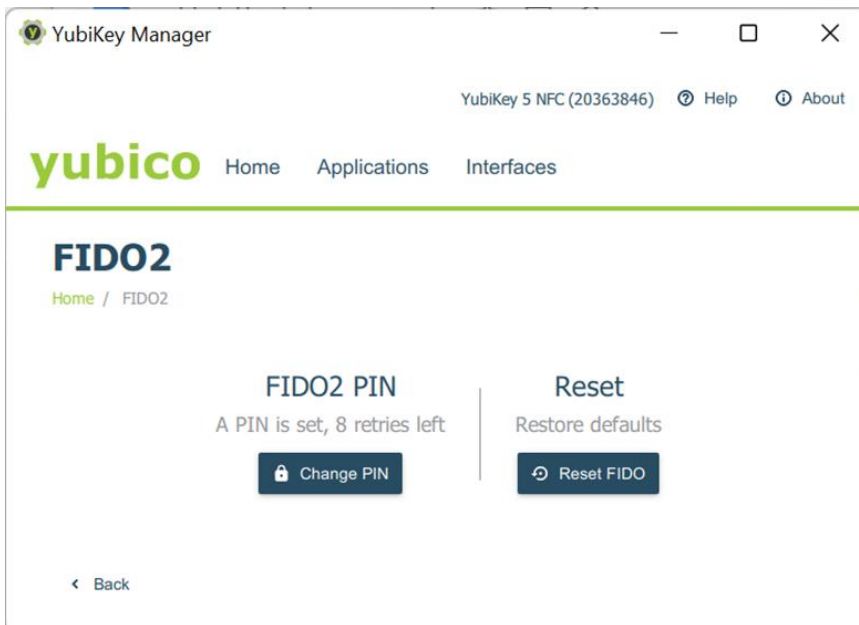 YubiKey Manager
YubiKey 5 NFC (20363846) Help About
yubico Home Applications Interfaces
FIDO2
Home / FIDO2
FIDO2 PIN
A PIN is set, 8 retries left
Change PIN
Reset
Restore defaults
Reset FIDO
Back